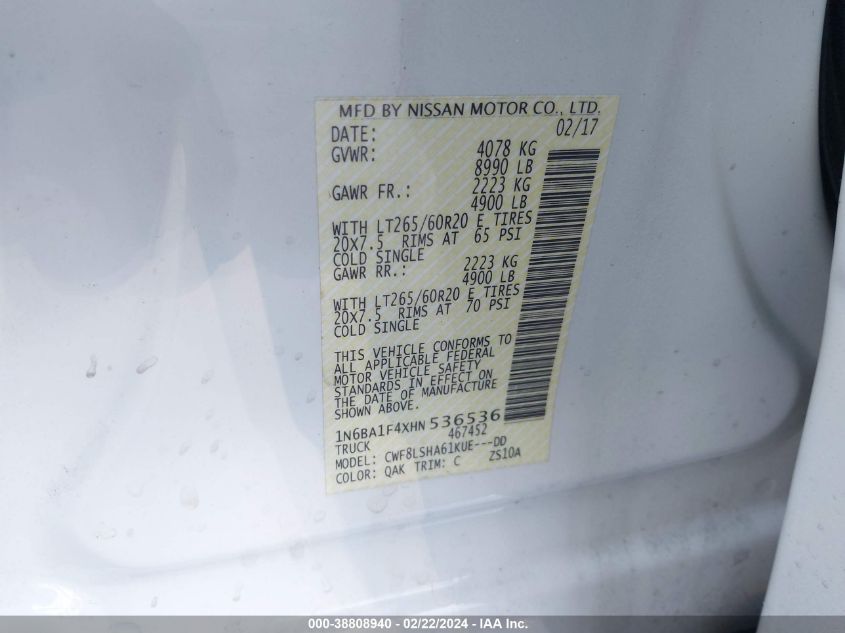 MFD BY NISSAN MOTOR CO., LTD.
DATE: 02/17
GVWR: 4078 KG
8990 LB
GAWR FR.: 2223 KG
4900 LB
WITH LT265/60R20 E TIRES
20X7.5 RIMS AT 65 PSI
COLD SINGLE
GAWR RR.: 2223 KG
4900 LB
WITH LT265/60R20 E TIRES
20X7.5 RIMS AT 70 PSI
COLD SINGLE
THIS VEHICLE CONFORMS TO
ALL APPLICABLE FEDERAL
MOTOR VEHICLE SAFETY
STANDARDS IN EFFECT ON
THE DATE OF MANUFACTURE
SHOWN ABOVE.
1N6BA1F4XHN536536
TRUCK 467452
MODEL: CWF8LSHA61KUE---DD
COLOR: QAK TRIM: C ZS10A
000-38808940 - 02/22/2024 - IAA Inc.